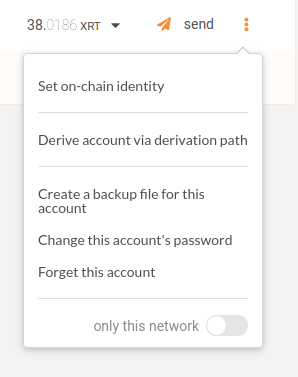 38.0186 XRT send
Set on-chain identity
Derive account via derivation path
Create a backup file for this
account
Change this account's password
Forget this account
only this network